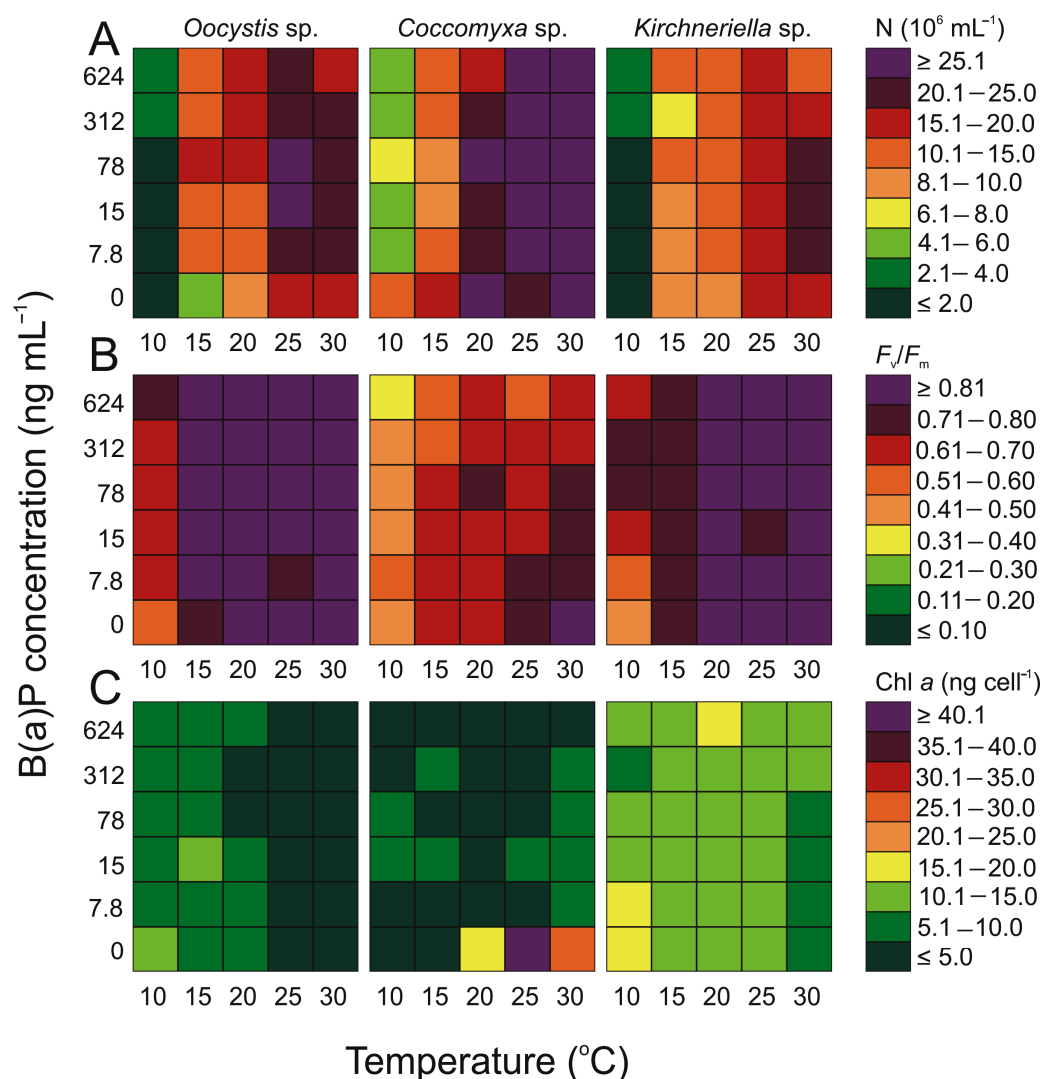 A
Oocystis sp.
Coccomyxa sp.
Kirchneriella sp.
N (10⁶ mL⁻¹)
624
312
78
15
7.8
0
10 15 20 25 30
10 15 20 25 30
10 15 20 25 30
≥ 25.1
20.1–25.0
15.1–20.0
10.1–15.0
8.1–10.0
6.1–8.0
4.1–6.0
2.1–4.0
≤ 2.0
B
624
312
78
15
7.8
0
10 15 20 25 30
10 15 20 25 30
10 15 20 25 30
Fᵥ/Fₘ
≥ 0.81
0.71–0.80
0.61–0.70
0.51–0.60
0.41–0.50
0.31–0.40
0.21–0.30
0.11–0.20
≤ 0.10
C
624
312
78
15
7.8
0
10 15 20 25 30
10 15 20 25 30
10 15 20 25 30
Chl a (ng cell⁻¹)
≥ 40.1
35.1–40.0
30.1–35.0
25.1–30.0
20.1–25.0
15.1–20.0
10.1–15.0
5.1–10.0
≤ 5.0
B(a)P concentration (ng mL⁻¹)
Temperature (°C)